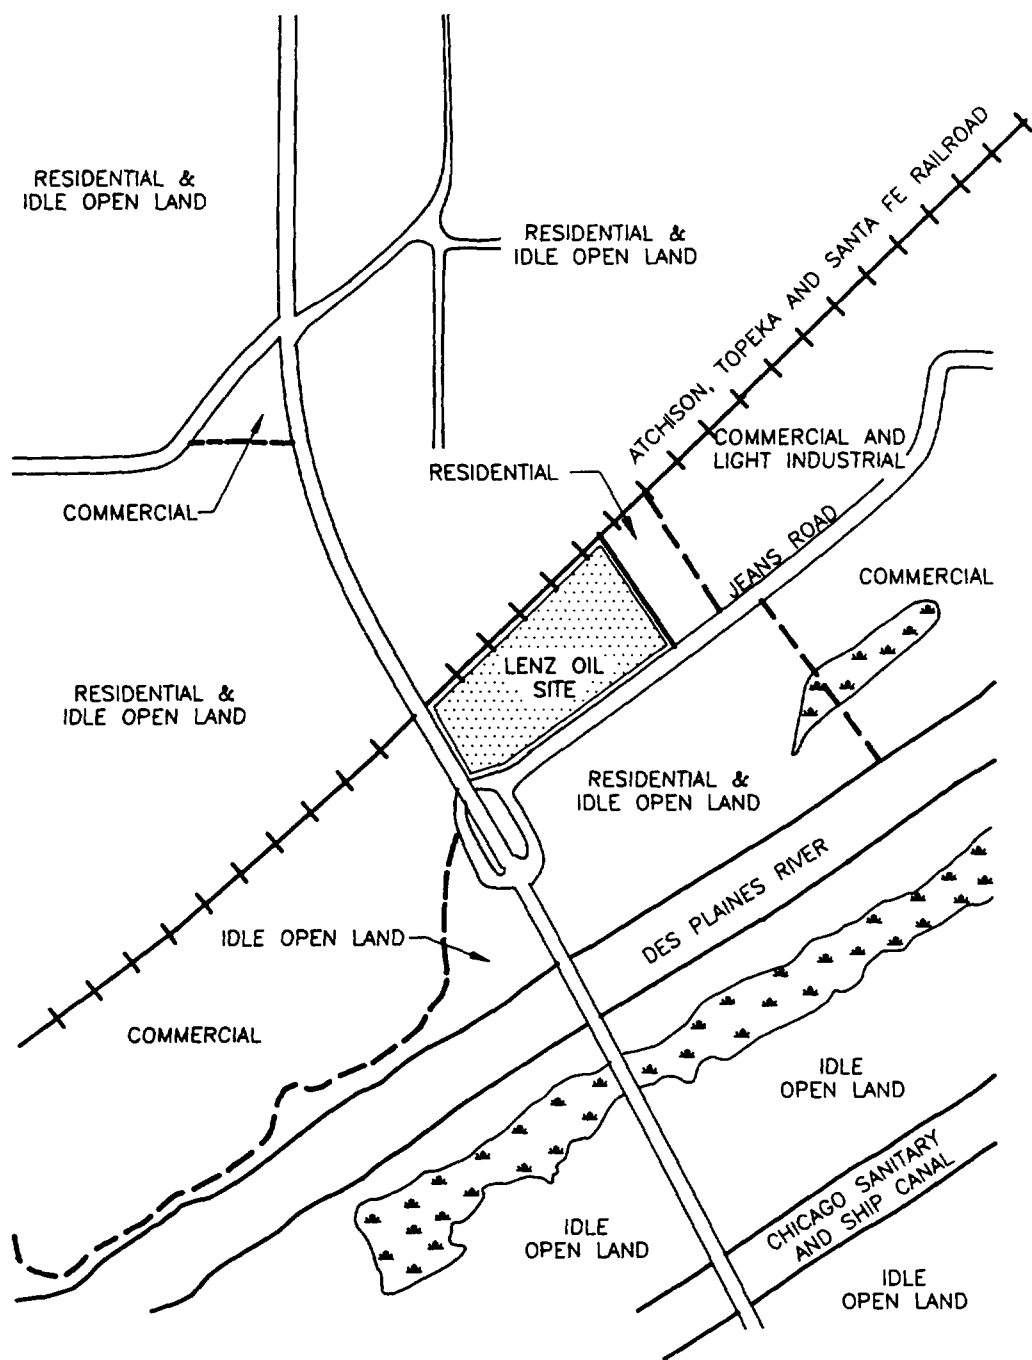 RESIDENTIAL &
IDLE OPEN LAND
RESIDENTIAL &
IDLE OPEN LAND
ATCHISON, TOPEKA AND SANTA FE RAILROAD
COMMERCIAL AND
LIGHT INDUSTRIAL
RESIDENTIAL
COMMERCIAL
JEANS ROAD
COMMERCIAL
LENZ OIL
SITE
RESIDENTIAL &
IDLE OPEN LAND
RESIDENTIAL &
IDLE OPEN LAND
DES PLAINES RIVER
IDLE OPEN LAND
COMMERCIAL
IDLE
OPEN LAND
CHICAGO SANITARY
AND SHIP CANAL
IDLE
OPEN LAND
IDLE
OPEN LAND